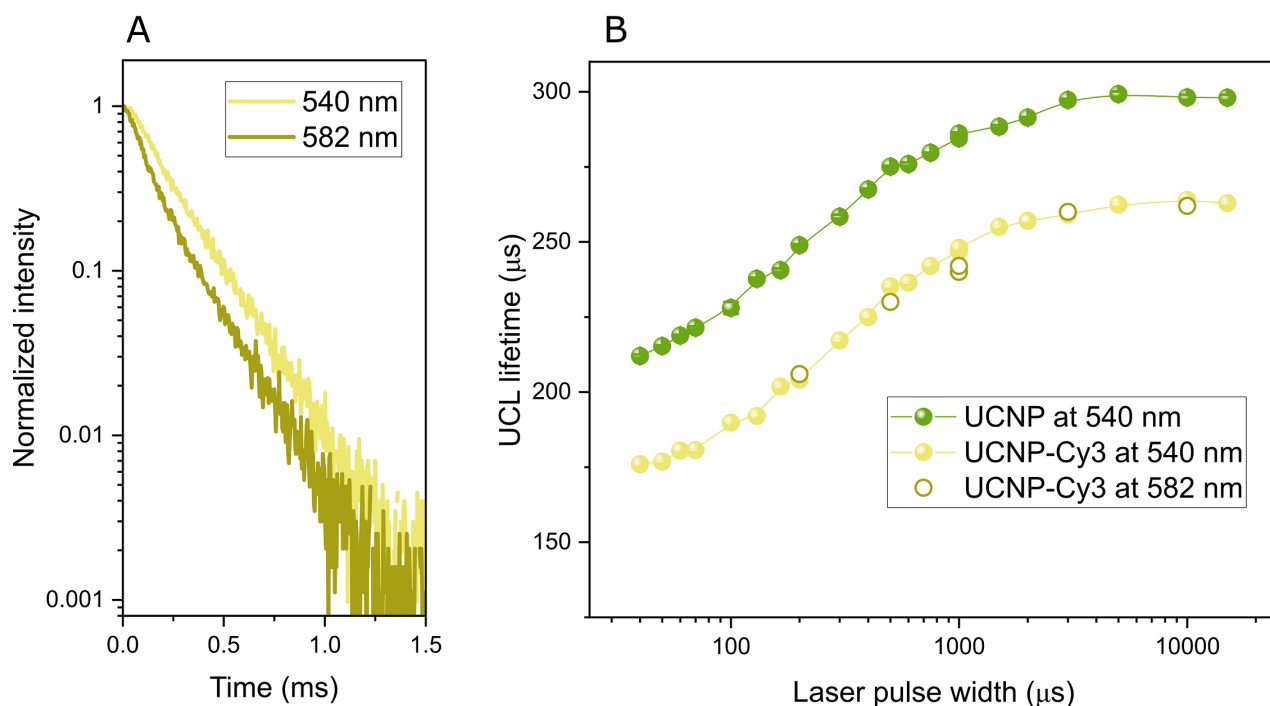 A
540 nm
582 nm
1
0.1
0.01
0.001
Normalized intensity
0.0
0.5
1.0
1.5
Time (ms)
B
300
250
200
150
UCL lifetime (μs)
UCNP at 540 nm
UCNP-Cy3 at 540 nm
UCNP-Cy3 at 582 nm
100
1000
10000
Laser pulse width (μs)